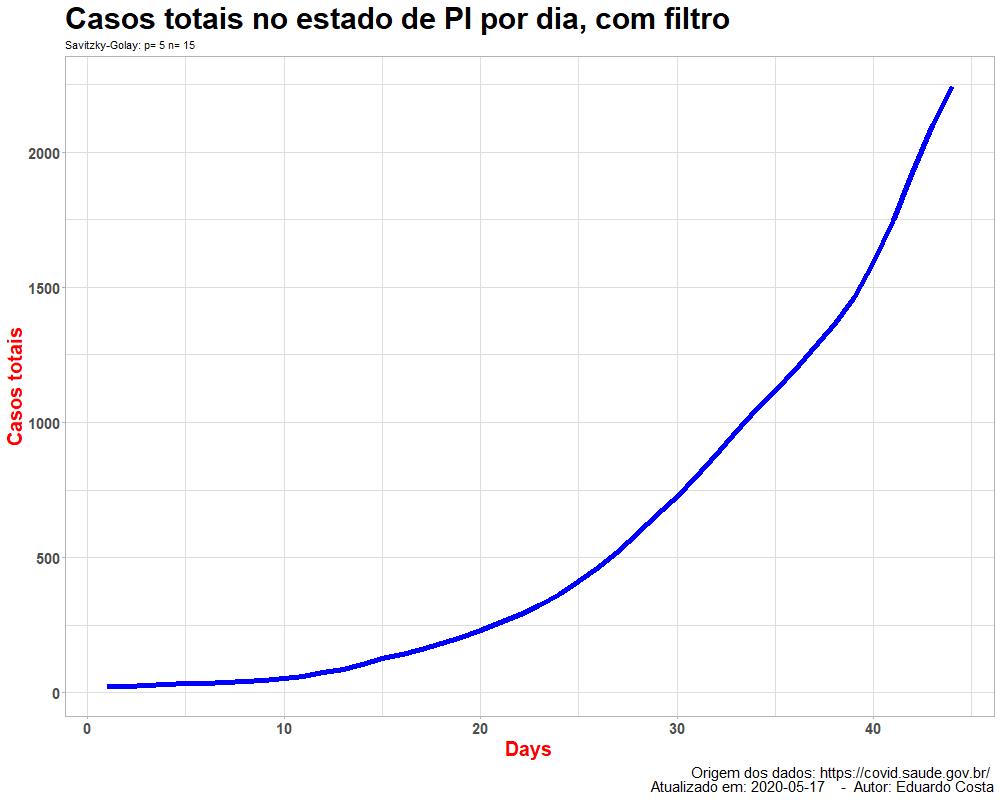 Casos totais no estado de PI por dia, com filtro
Savitzky-Golay: p= 5 n= 15
2000
1500
1000
500
0
Casos totais
0 10 20 30 40
Days
Origem dos dados: https://covid.saude.gov.br/
Atualizado em: 2020-05-17 - Autor: Eduardo Costa